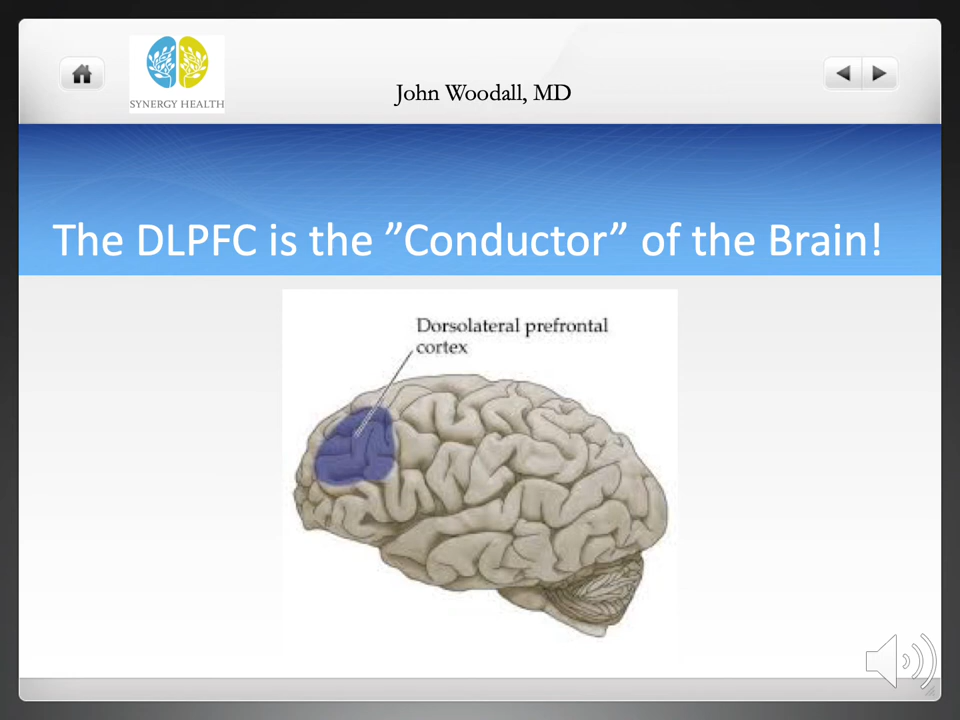 SYNERGY HEALTH
John Woodall, MD
The DLPFC is the ”Conductor” of the Brain!
Dorsolateral prefrontal
cortex